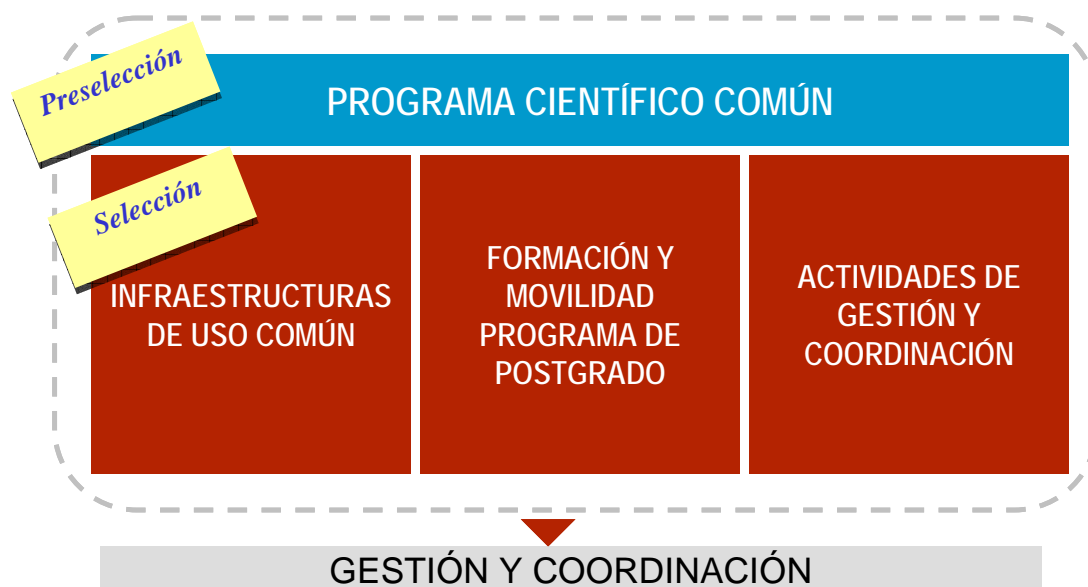 Preselección
PROGRAMA CIENTÍFICO COMÚN
Selección
INFRAESTRUCTURAS
DE USO COMÚN
FORMACIÓN Y
MOVILIDAD
PROGRAMA DE
POSTGRADO
ACTIVIDADES DE
GESTIÓN Y
COORDINACIÓN
GESTIÓN Y COORDINACIÓN